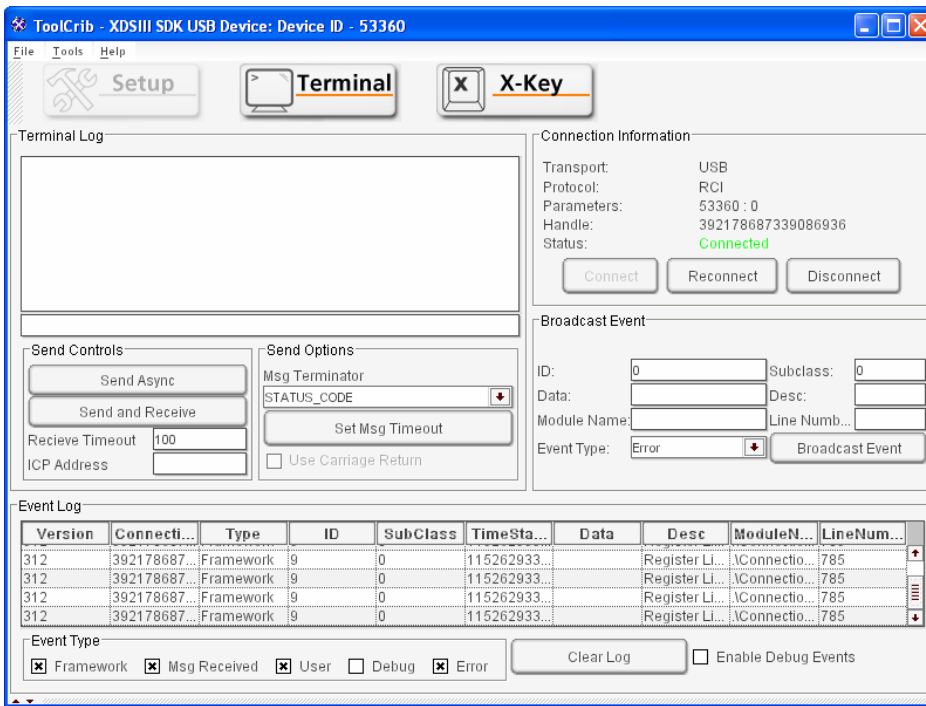 ToolCrib - XDSIII SDK USB Device: Device ID - 53360
File Tools Help
Setup
>_ Terminal
X X-Key
Terminal Log
Connection Information
Transport: USB
Protocol: RCI
Parameters: 53360 : 0
Handle: 392178687339086936
Status: Connected
Connect Reconnect Disconnect
Send Controls
Send Async
Send and Receive
Recieve Timeout 100
ICP Address
Send Options
Msg Terminator
STATUS_CODE
Set Msg Timeout
Use Carriage Return
Broadcast Event
ID: 0 Subclass: 0
Data: Desc:
Module Name: Line Numb...
Event Type: Error Broadcast Event
Event Log
Version Connecti... Type ID SubClass TimeSta... Data Desc ModuleN... LineNum...
312 392178687... Framework 9 0 115262933... Register Li... .\Connectio... 785
312 392178687... Framework 9 0 115262933... Register Li... .\Connectio... 785
312 392178687... Framework 9 0 115262933... Register Li... .\Connectio... 785
312 392178687... Framework 9 0 115262933... Register Li... .\Connectio... 785
Event Type
Framework Msg Received User Debug Error
Clear Log Enable Debug Events